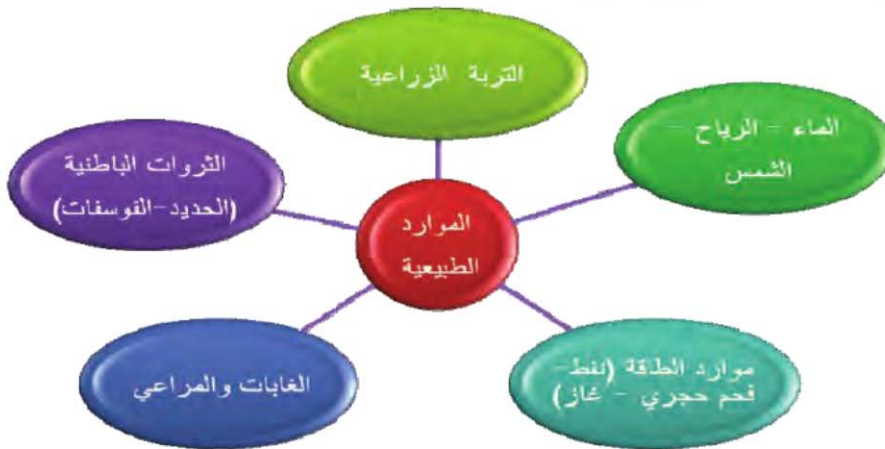 التربة الزراعية
الماء - الرياح -
الشمس
الثروات الباطنية
(الحديد-الفوسفات)
الموارد
الطبيعية
الغابات والمراعي
موارد الطاقة (نفط-
فحم حجري - غاز)